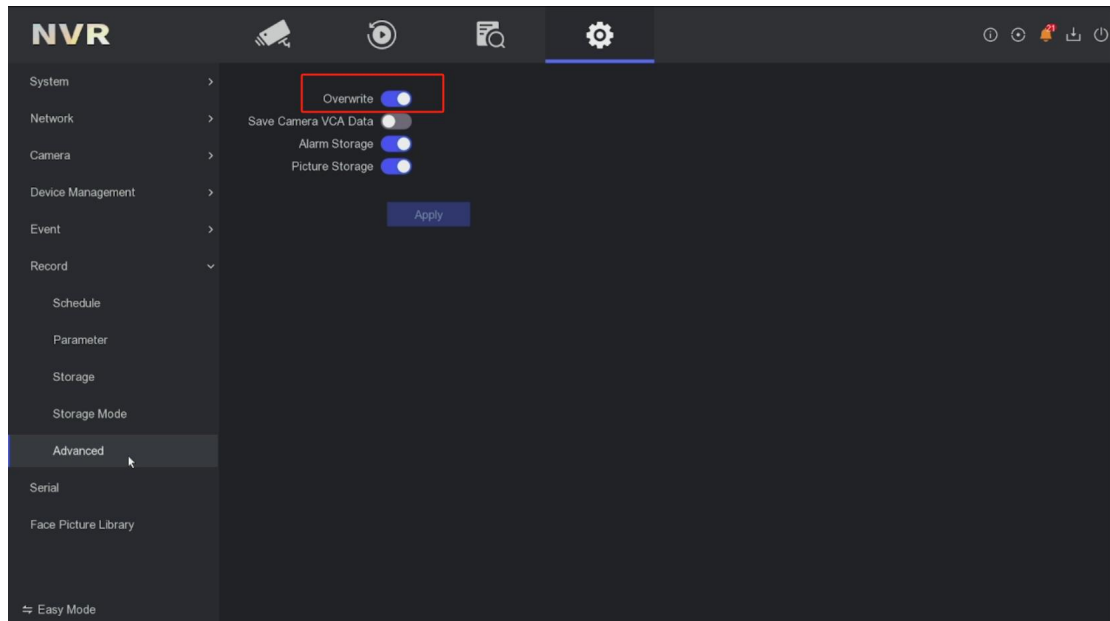 NVR
21
System
Network
Camera
Device Management
Event
Record
Schedule
Parameter
Storage
Storage Mode
Advanced
Serial
Face Picture Library
Easy Mode
Overwrite
Save Camera VCA Data
Alarm Storage
Picture Storage
Apply